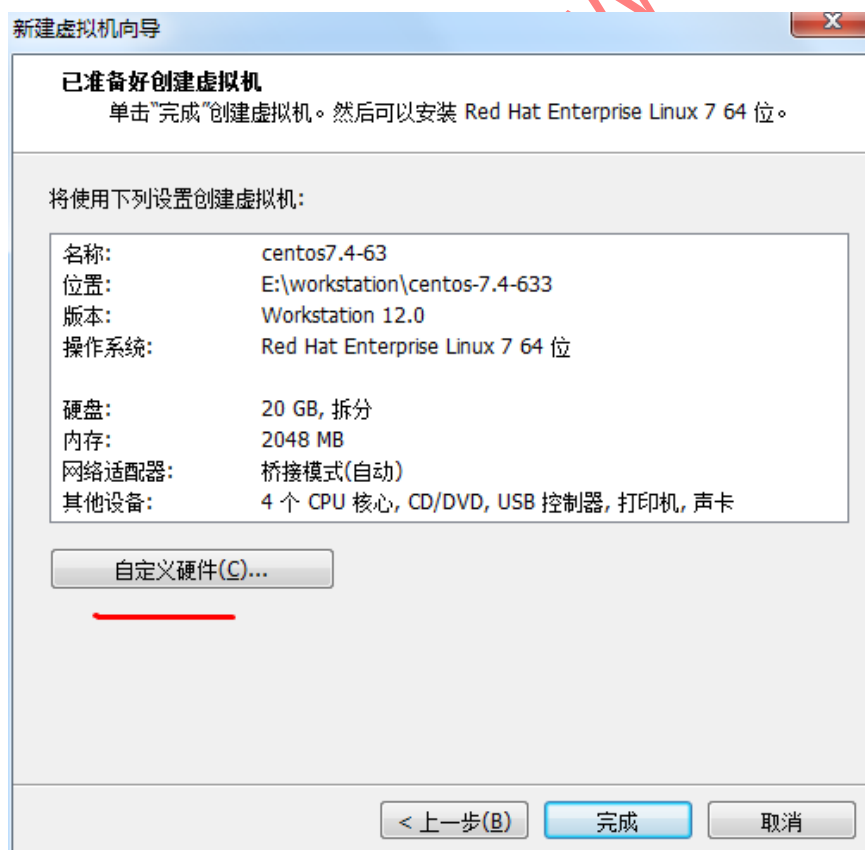 新建虚拟机向导
已准备好创建虚拟机
单击"完成"创建虚拟机。然后可以安装 Red Hat Enterprise Linux 7 64 位。
将使用下列设置创建虚拟机:
名称: centos7.4-63
位置: E:\workstation\centos-7.4-633
版本: Workstation 12.0
操作系统: Red Hat Enterprise Linux 7 64 位
硬盘: 20 GB, 拆分
内存: 2048 MB
网络适配器: 桥接模式(自动)
其他设备: 4 个 CPU 核心, CD/DVD, USB 控制器, 打印机, 声卡
自定义硬件(C)...
< 上一步(B) 完成 取消